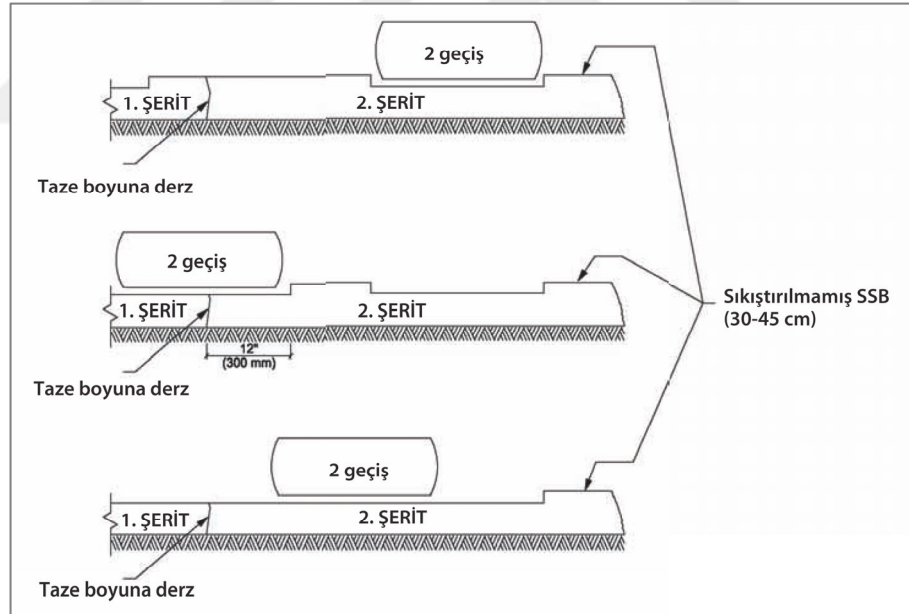 2 geçiş
1. ŞERİT
2. ŞERİT
Taze boyuna derz
2 geçiş
1. ŞERİT
2. ŞERİT
12"
(300 mm)
Taze boyuna derz
Sıkıştırılmamış SSB
(30-45 cm)
2 geçiş
1. ŞERİT
2. ŞERİT
Taze boyuna derz